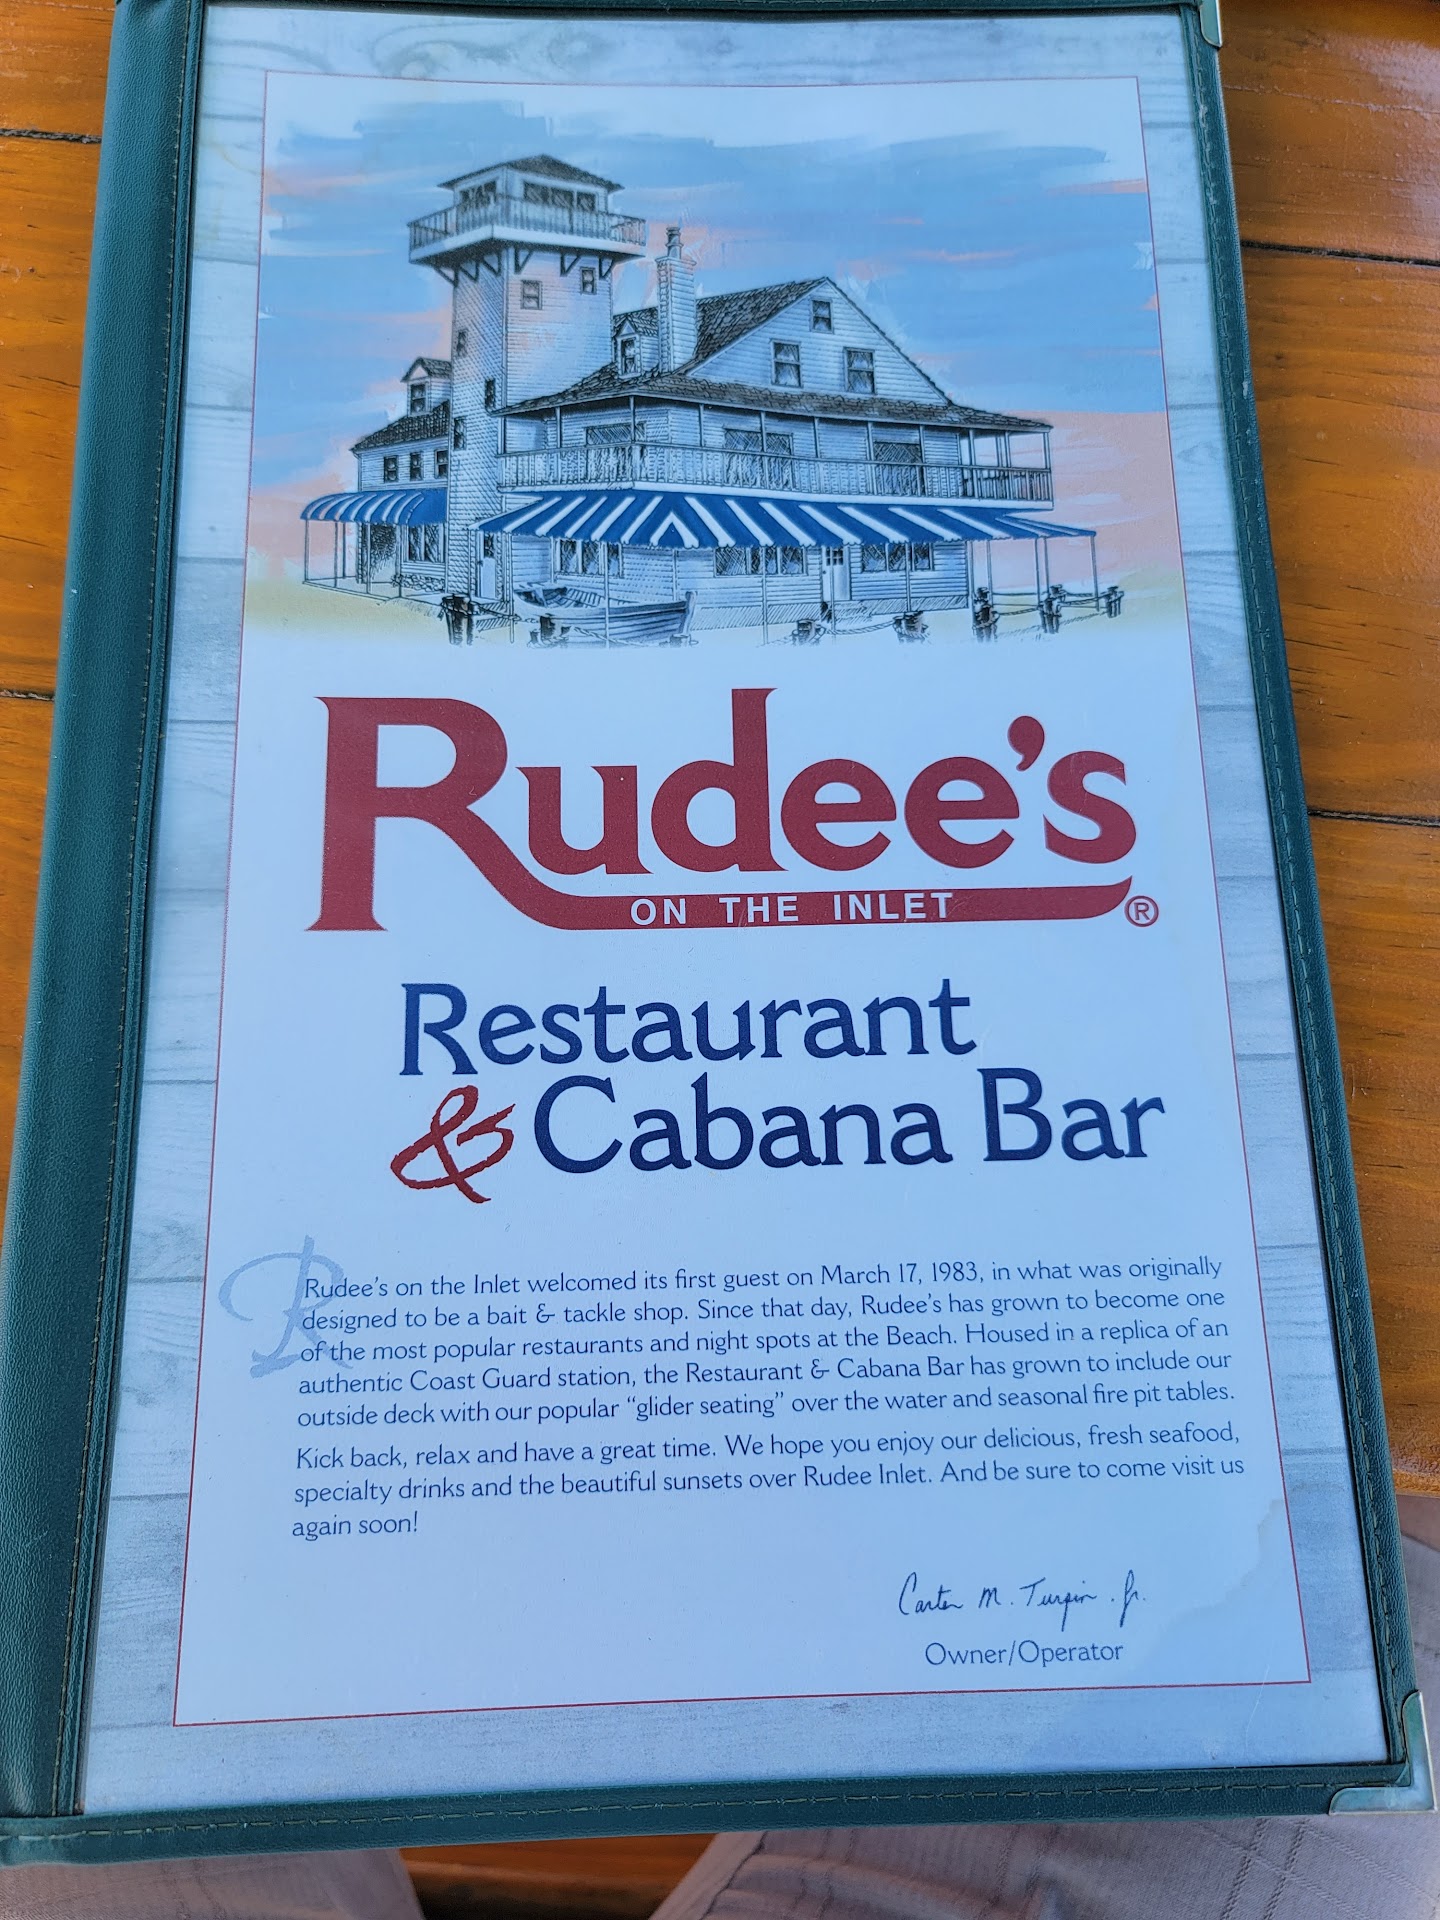 Rudee's
ON THE INLET ®
Restaurant
& Cabana Bar
Rudee's on the Inlet welcomed its first guest on March 17, 1983, in what was originally
designed to be a bait & tackle shop. Since that day, Rudee's has grown to become one
of the most popular restaurants and night spots at the Beach. Housed in a replica of an
authentic Coast Guard station, the Restaurant & Cabana Bar has grown to include our
outside deck with our popular “glider seating” over the water and seasonal fire pit tables.
Kick back, relax and have a great time. We hope you enjoy our delicious, fresh seafood,
specialty drinks and the beautiful sunsets over Rudee Inlet. And be sure to come visit us
again soon!
Carter M. Turpin. Jr.
Owner/Operator